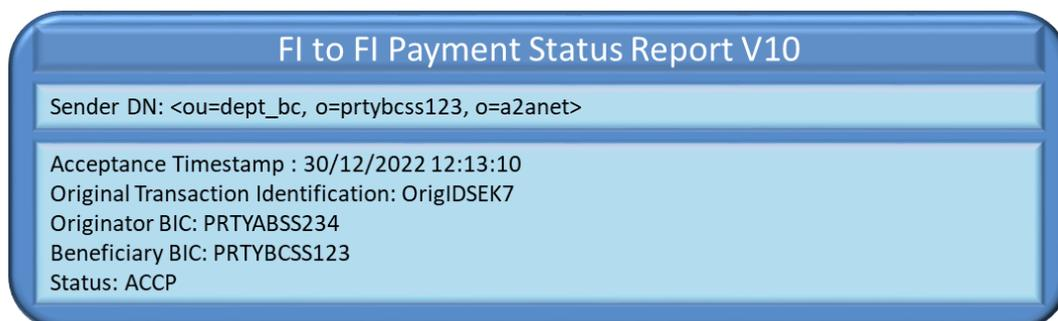 FI to FI Payment Status Report V10
Sender DN: <ou=dept_bc, o=prtybcss123, o=a2anet>
Acceptance Timestamp : 30/12/2022 12:13:10
Original Transaction Identification: OrigIDSEK7
Originator BIC: PRTYABSS234
Beneficiary BIC: PRTYBCSS123
Status: ACCP